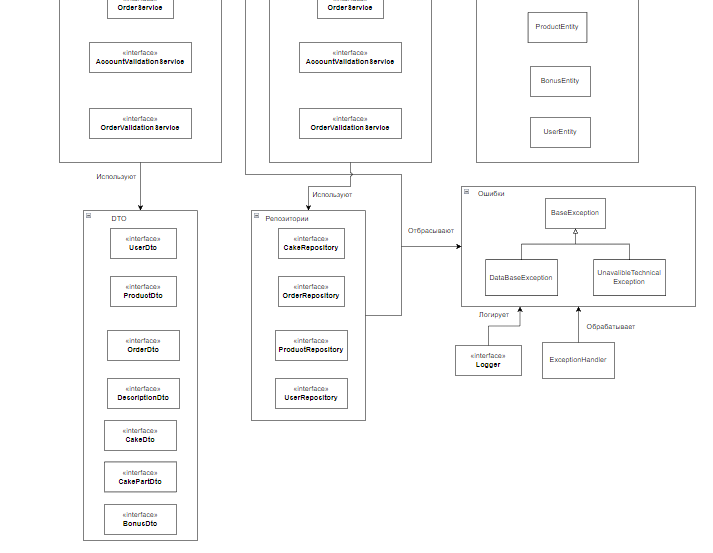 OrderService
«interface»
AccountValidationService
«interface»
OrderValidationService
OrderService
«interface»
AccountValidationService
«interface»
OrderValidationService
ProductEntity
BonusEntity
UserEntity
Используют
Используют
Отбрасывают
DTO
«interface»
UserDto
«interface»
ProductDto
«interface»
OrderDto
«interface»
DescriptionDto
«interface»
CakeDto
«interface»
CakePartDto
«interface»
BonusDto
Репозитории
«interface»
CakeRepository
«interface»
OrderRepository
«interface»
ProductRepository
«interface»
UserRepository
Ошибки
BaseException
DataBaseException
UnavalibleTechnical
Exception
Логирует
Обрабатывает
«interface»
Logger
ExceptionHandler